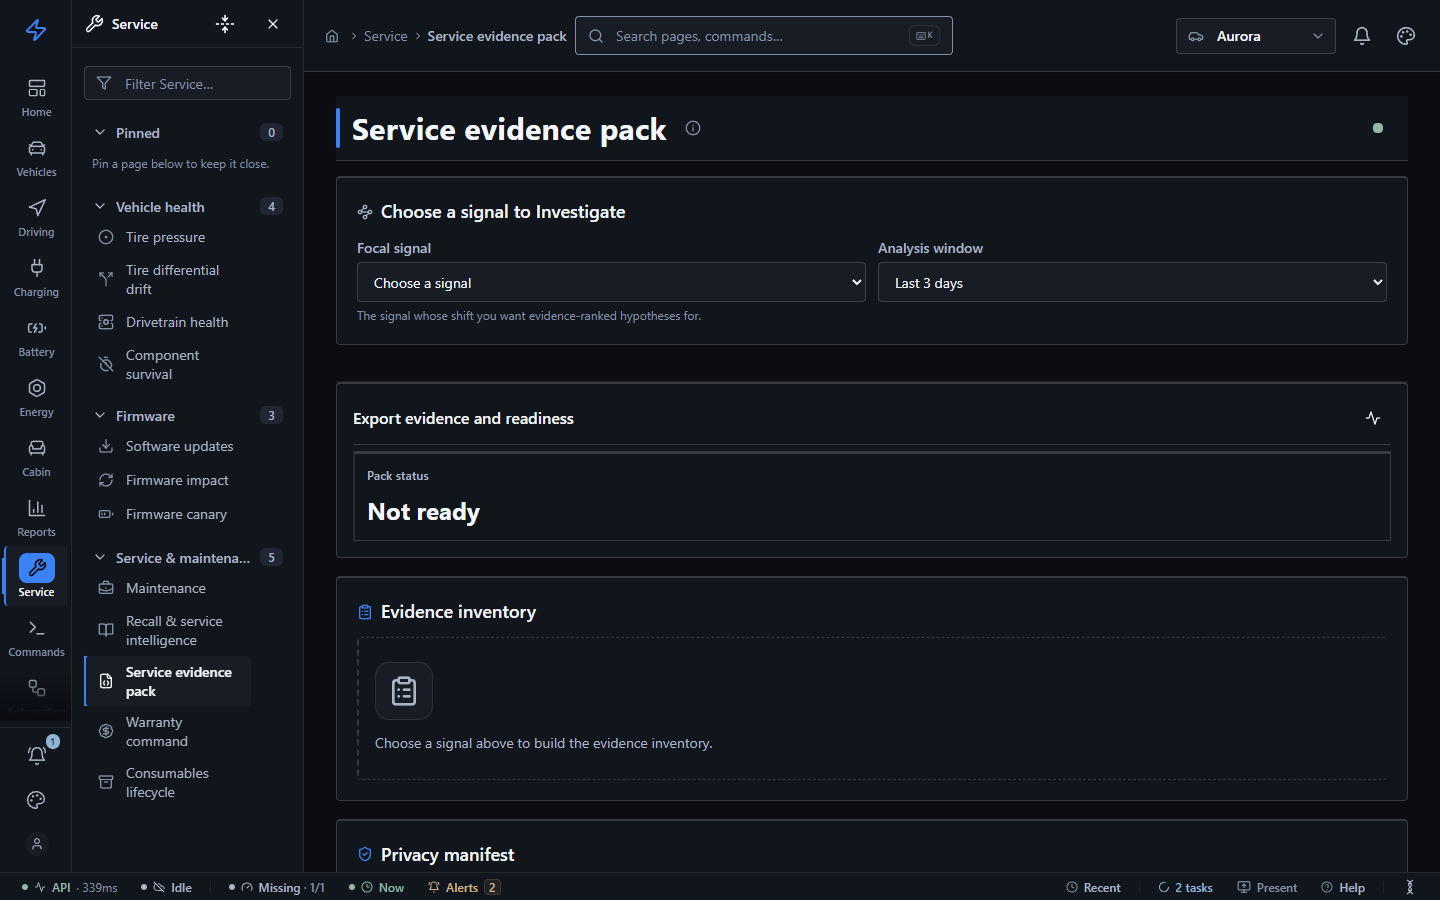 Home
Vehicles
Driving
Charging
Battery
Energy
Cabin
Reports
Service
Commands
1
Service
Filter Service...
Pinned
0
Pin a page below to keep it close.
Vehicle health
4
Tire pressure
Tire differential
drift
Drivetrain health
Component
survival
Firmware
3
Software updates
Firmware impact
Firmware canary
Service & maintena...
5
Maintenance
Recall & service
intelligence
Service evidence
pack
Warranty
command
Consumables
lifecycle
Service
Service evidence pack
Search pages, commands...
K
Aurora
Service evidence pack
Choose a signal to Investigate
Focal signal
Choose a signal
The signal whose shift you want evidence-ranked hypotheses for.
Analysis window
Last 3 days
Export evidence and readiness
Pack status
Not ready
Evidence inventory
Choose a signal above to build the evidence inventory.
Privacy manifest
API · 339ms
Idle
Missing · 1/1
Now
Alerts 2
Recent
2 tasks
Present
Help